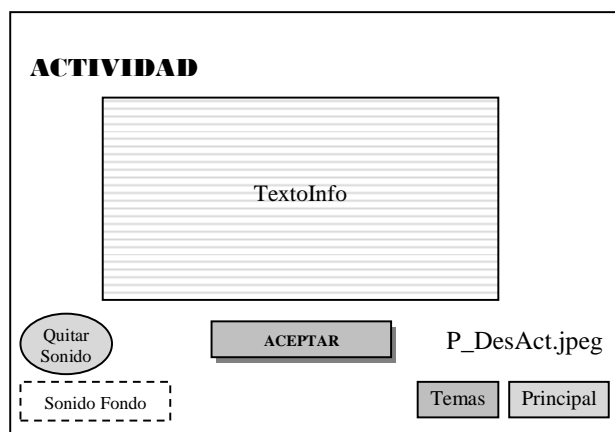 ACTIVIDAD
TextoInfo
Quitar
Sonido
ACEPTAR
P_DesAct.jpeg
Sonido Fondo
Temas
Principal